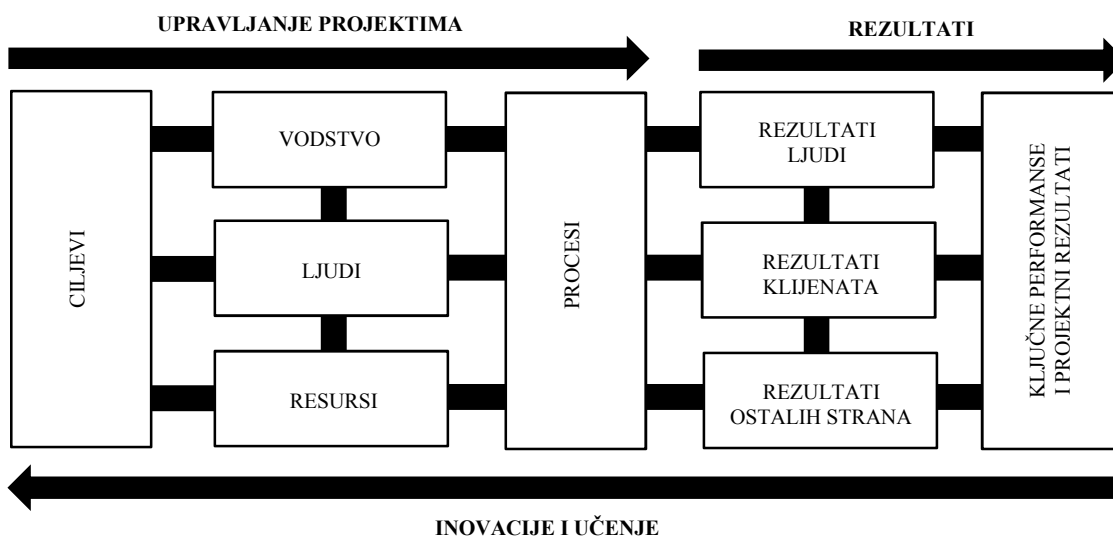 UPRAVLJANJE PROJEKTIMA
REZULTATI
CILJEVI
VODSTVO
LJUDI
RESURSI
PROCESI
REZULTATI
LJUDI
REZULTATI
KLIJENATA
REZULTATI
OSTALIH STRANA
KLJUČNE PERFORMANSE
I PROJEKTNI REZULTATI
INOVACIJE I UČENJE